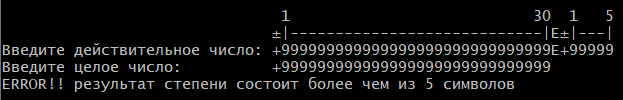 1                              30  1   5
±|----------------------------|E±|---|
Введите действительное число: +999999999999999999999999999999E+99999
Введите целое число:          +999999999999999999999999999999
ERROR!! результат степени состоит более чем из 5 символов